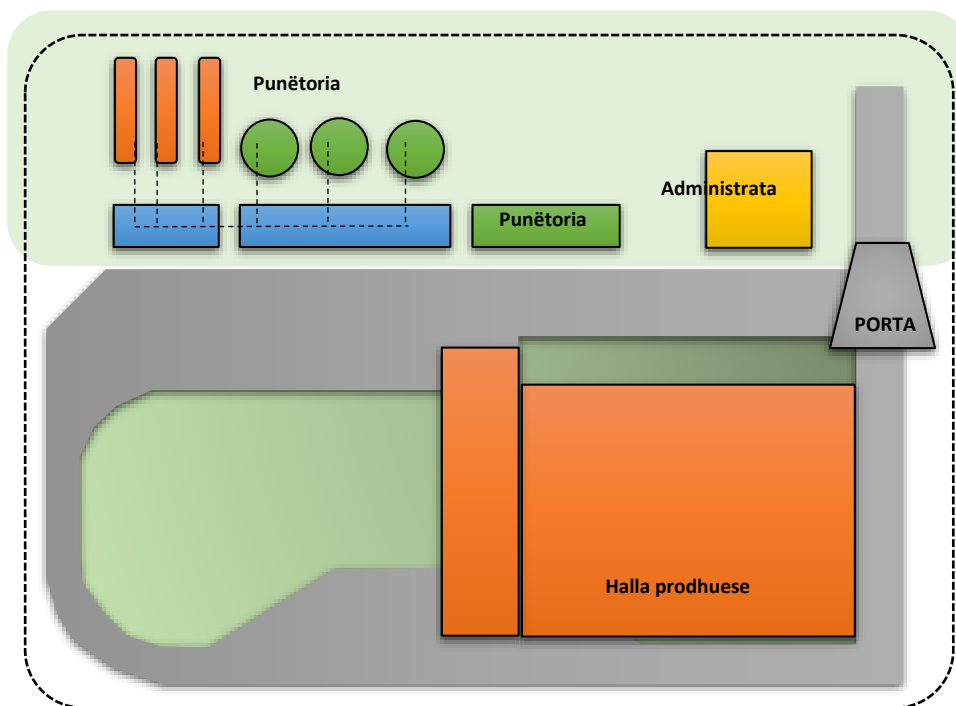 Punëtoria
Administrata
Punëtoria
PORTA
Halla prodhuese